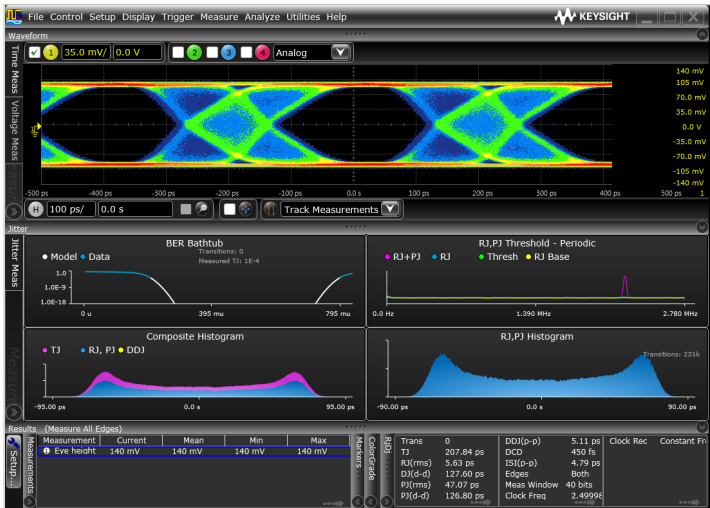 File Control Setup Display Trigger Measure Analyze Utilities Help
KEYSIGHT
Waveform
Time Meas
Voltage Meas
1 35.0 mV/ 0.0 V
2 3 4 Analog
140 mV
105 mV
70.0 mV
35.0 mV
0.0 V
-35.0 mV
-70.0 mV
-105 mV
-140 mV
-500 ps -400 ps -300 ps -200 ps -100 ps 0.0 s 100 ps 200 ps 300 ps 400 ps 500 ps 1
H 100 ps/ 0.0 s Track Measurements
Jitter
Jitter Meas
BER Bathtub
Model Data
Transitions: 0
Measured TJ: 1E-4
1.0
1.0E-9
1.0E-18
0 u 395 mu 795 mu
RJ,PJ Threshold - Periodic
RJ+PJ RJ Thresh RJ Base
0.0 Hz 1.390 MHz 2.780 MHz
Composite Histogram
TJ RJ, PJ DDJ
-95.00 ps 0.0 s 95.00 ps
RJ,PJ Histogram
Transitions: 231k
-90.00 ps 0.0 s 90.00 ps
Results (Measure All Edges)
Setup...
Measurements
Measurement Current Mean Min Max
Eye height 140 mV 140 mV 140 mV 140 mV
Markers
ColorGrade
RjDj
Trans 0
TJ 207.84 ps
RJ(rms) 5.63 ps
DJ(d-d) 127.60 ps
PJ(rms) 47.07 ps
PJ(d-d) 126.80 ps
DDJ(p-p) 5.11 ps
DCD 450 fs
ISI(p-p) 4.79 ps
Edges Both
Meas Window 40 bits
Clock Freq 2.49998
Clock Rec Constant Fr